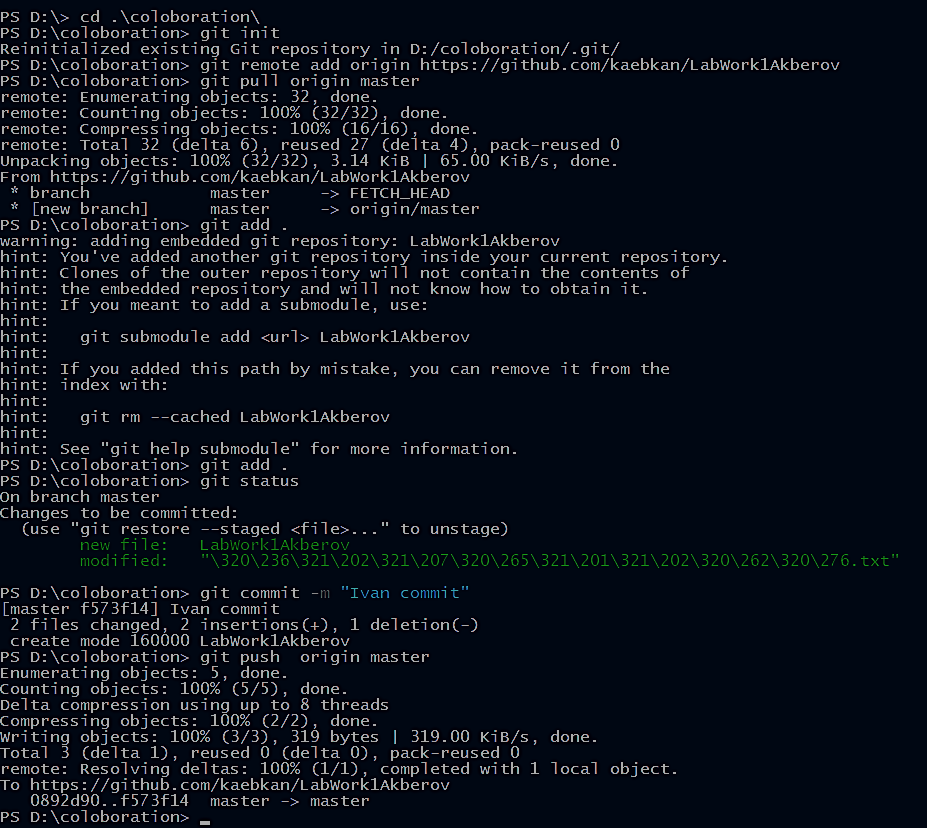 PS D:\> cd .\coloboration\
PS D:\coloboration> git init
Reinitialized existing Git repository in D:/coloboration/.git/
PS D:\coloboration> git remote add origin https://github.com/kaebkan/LabWork1Akberov
PS D:\coloboration> git pull origin master
remote: Enumerating objects: 32, done.
remote: Counting objects: 100% (32/32), done.
remote: Compressing objects: 100% (16/16), done.
remote: Total 32 (delta 6), reused 27 (delta 4), pack-reused 0
Unpacking objects: 100% (32/32), 3.14 KiB | 65.00 KiB/s, done.
From https://github.com/kaebkan/LabWork1Akberov
 * branch            master     -> FETCH_HEAD
 * [new branch]      master     -> origin/master
PS D:\coloboration> git add .
warning: adding embedded git repository: LabWork1Akberov
hint: You've added another git repository inside your current repository.
hint: Clones of the outer repository will not contain the contents of
hint: the embedded repository and will not know how to obtain it.
hint: If you meant to add a submodule, use:
hint:
hint:   git submodule add <url> LabWork1Akberov
hint:
hint: If you added this path by mistake, you can remove it from the
hint: index with:
hint:
hint:   git rm --cached LabWork1Akberov
hint:
hint: See "git help submodule" for more information.
PS D:\coloboration> git add .
PS D:\coloboration> git status
On branch master
Changes to be committed:
  (use "git restore --staged <file>..." to unstage)
        new file:   LabWork1Akberov
        modified:   "\320\236\321\202\321\207\320\265\321\201\321\202\320\262\320\276.txt"
PS D:\coloboration> git commit -m "Ivan commit"
[master f573f14] Ivan commit
 2 files changed, 2 insertions(+), 1 deletion(-)
 create mode 160000 LabWork1Akberov
PS D:\coloboration> git push  origin master
Enumerating objects: 5, done.
Counting objects: 100% (5/5), done.
Delta compression using up to 8 threads
Compressing objects: 100% (2/2), done.
Writing objects: 100% (3/3), 319 bytes | 319.00 KiB/s, done.
Total 3 (delta 1), reused 0 (delta 0), pack-reused 0
remote: Resolving deltas: 100% (1/1), completed with 1 local object.
To https://github.com/kaebkan/LabWork1Akberov
   0892d90..f573f14  master -> master
PS D:\coloboration> _